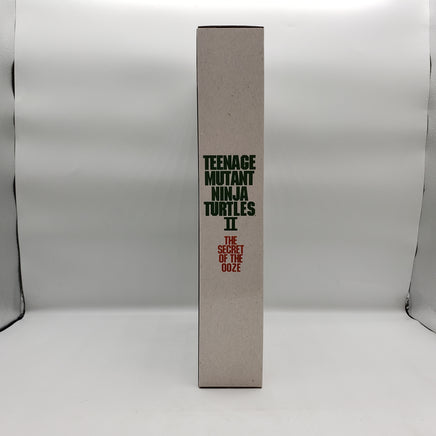 TEENAGE
MUTANT
NINJA
TURTLES
II
THE
SECRET
OF THE
OOZE